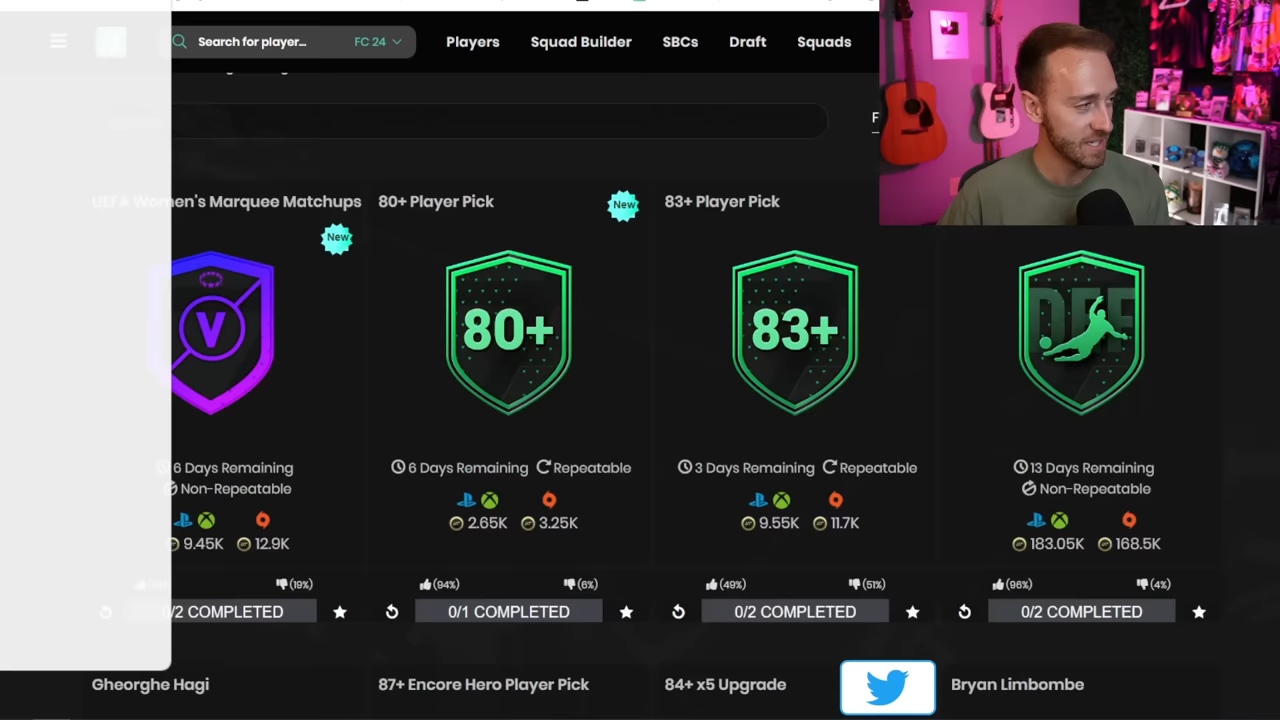 Search for player... FC 24 Players Squad Builder SBCs Draft Squads
F
UEFA Women's Marquee Matchups 80+ Player Pick New 83+ Player Pick
New
V 80+ 83+ DEF
6 Days Remaining 6 Days Remaining Repeatable 3 Days Remaining Repeatable 13 Days Remaining
Non-Repeatable Non-Repeatable
9.45K 12.9K 2.65K 3.25K 9.55K 11.7K 183.05K 168.5K
(19%) (94%) (6%) (49%) (51%) (96%) (4%)
0/2 COMPLETED 0/1 COMPLETED 0/2 COMPLETED 0/2 COMPLETED
Gheorghe Hagi 87+ Encore Hero Player Pick 84+ x5 Upgrade Bryan Limbombe